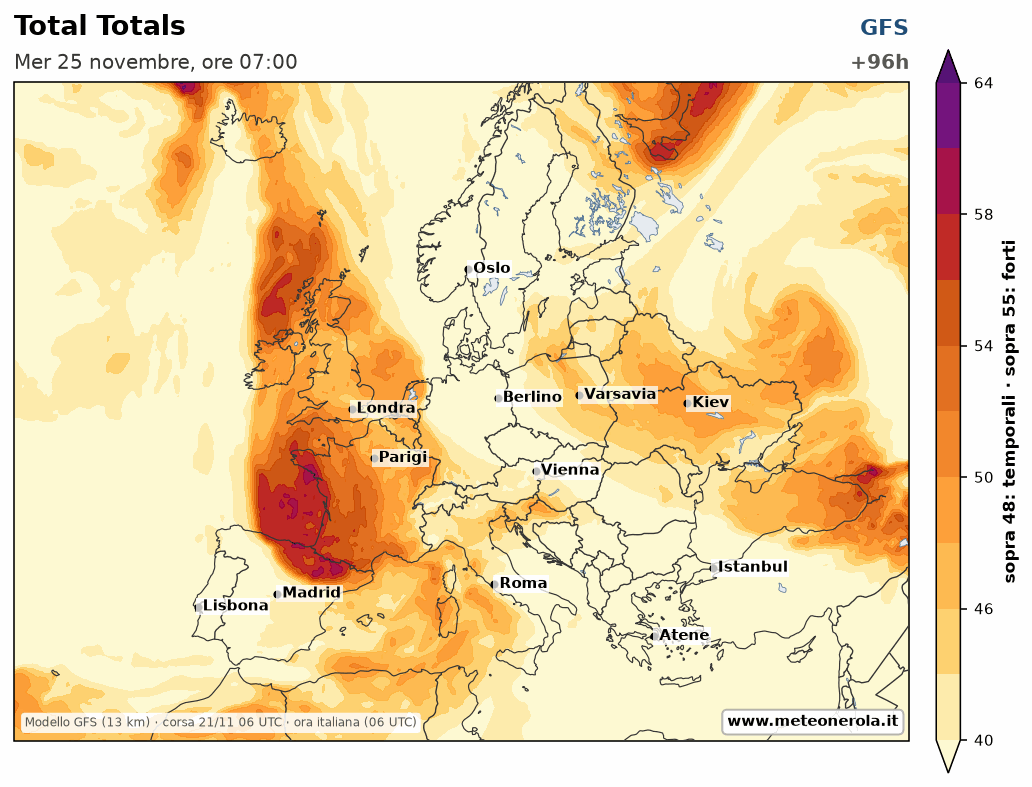 Total Totals
GFS
Mer 25 novembre, ore 07:00
+96h
64
58
54
50
46
40
sopra 48: temporali · sopra 55: forti
Oslo
Berlino
Varsavia
Kiev
Londra
Parigi
Vienna
Istanbul
Roma
Madrid
Lisbona
Atene
Modello GFS (13 km) · corsa 21/11 06 UTC · ora italiana (06 UTC)
www.meteonerola.it